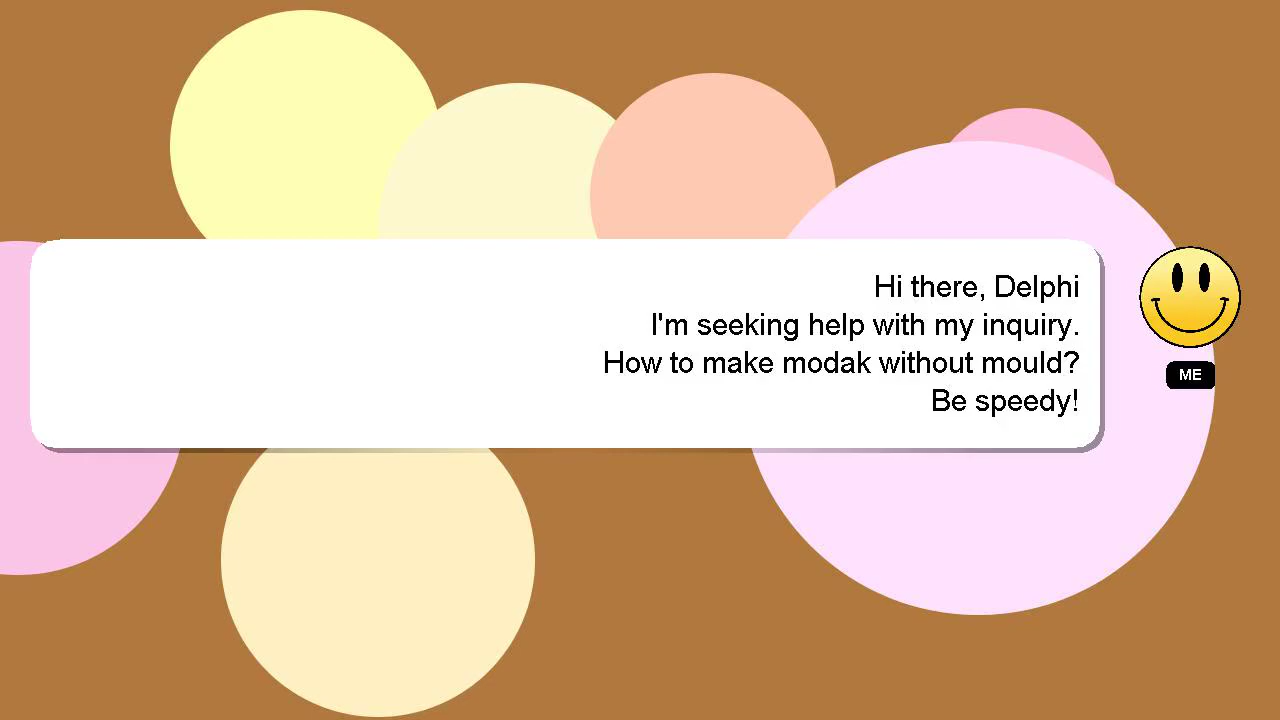 Hi there, Delphi
I'm seeking help with my inquiry.
How to make modak without mould?
Be speedy!
ME